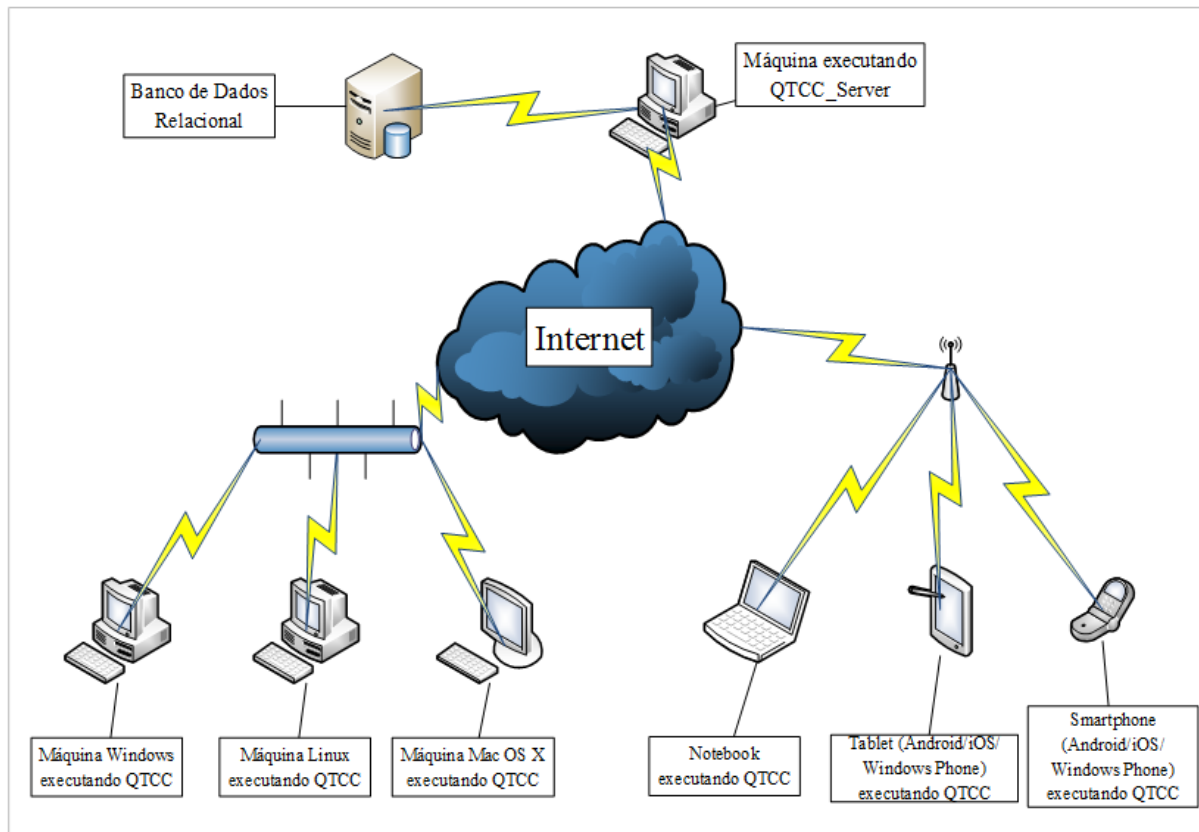 Banco de Dados
Relacional
Máquina executando
QTCC_Server
Internet
Máquina Windows
executando QTCC
Máquina Linux
executando QTCC
Máquina Mac OS X
executando QTCC
Notebook
executando QTCC
Tablet (Android/iOS/
Windows Phone)
executando QTCC
Smartphone
(Android/iOS/
Windows Phone)
executando QTCC